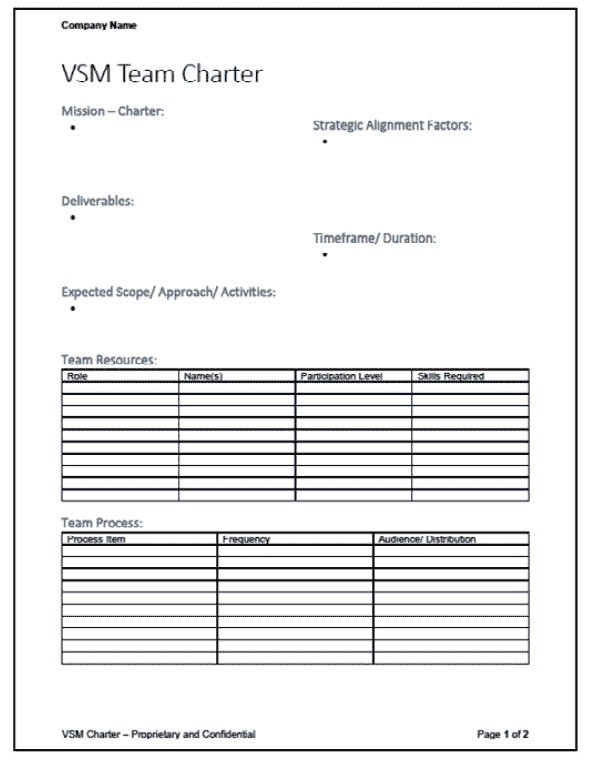 Company Name
VSM Team Charter
Mission – Charter:
Strategic Alignment Factors:
Deliverables:
Timeframe/ Duration:
Expected Scope/ Approach/ Activities:
Team Resources:
Role Name(s) Participation Level Skills Required
Team Process:
Process Item Frequency Audience/ Distribution
VSM Charter – Proprietary and Confidential Page 1 of 2